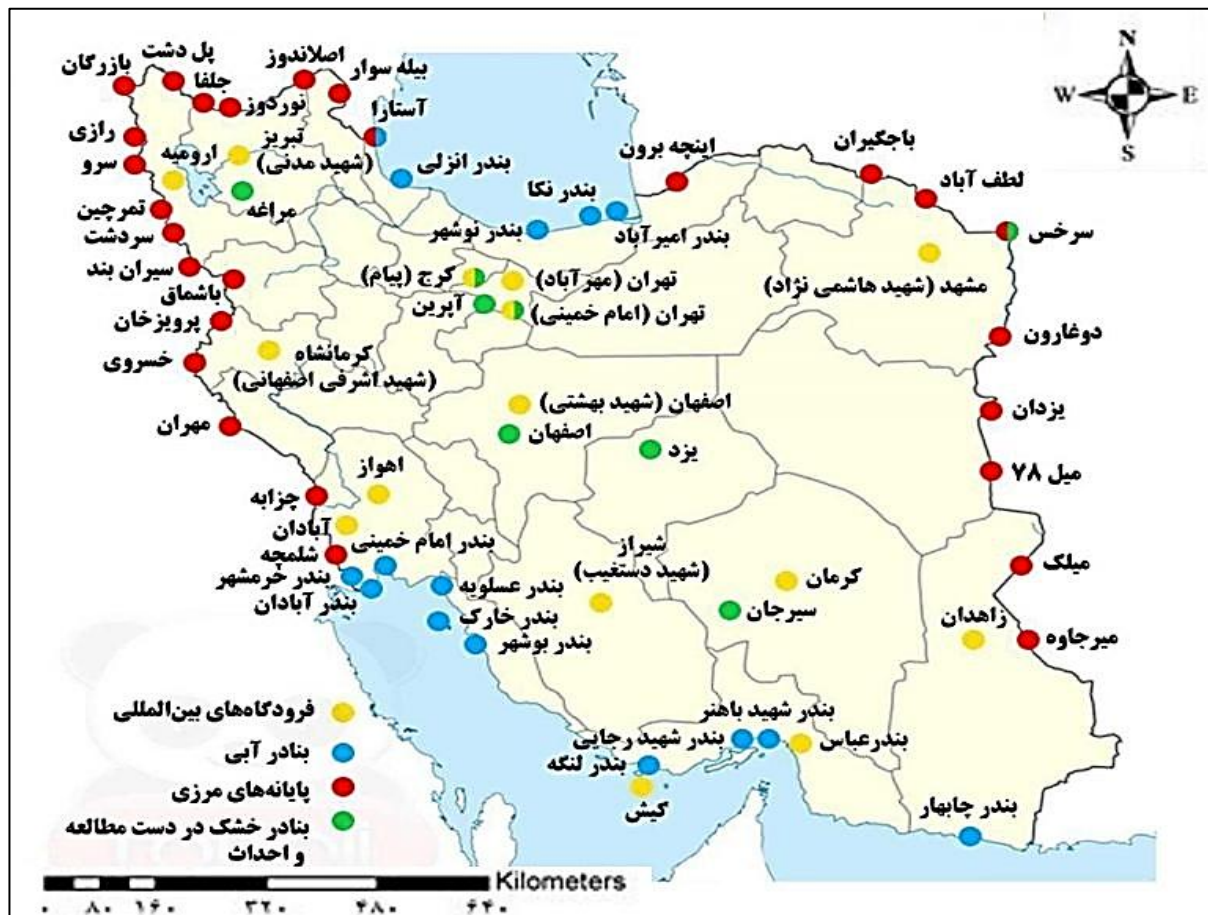 N
W E
S
بازرگان
پل دشت
جلفا
نوردوز
اصلاندوز
بیله سوار
آستارا
رازی
سرو
ارومیه
تبریز
(شهید مدنی)
مراغه
تمرچین
سردشت
سیران بند
باشماق
پرویزخان
خسروی
مهران
بندر انزلی
بندر نوشهر
بندر نکا
بندر امیرآباد
اینچه برون
باجگیران
لطف آباد
سرخس
مشهد (شهید هاشمی نژاد)
دوغارون
یزدان
میل ۷۸
میلک
میرجاوه
زاهدان
کرج (پیام)
تهران (مهرآباد)
آپرین
تهران (امام خمینی)
کرمانشاه
(شهید اشرفی اصفهانی)
اصفهان (شهید بهشتی)
اصفهان
یزد
اهواز
چزابه
آبادان
شلمچه
بندر امام خمینی
بندر خرمشهر
بندر آبادان
بندر عسلویه
بندر خارک
بندر بوشهر
شیراز
(شهید دستغیب)
کرمان
سیرجان
بندر شهید باهنر
بندر شهید رجایی
بندرعباس
بندر لنگه
کیش
بندر چابهار
فرودگاه‌های بین‌المللی
بنادر آبی
پایانه‌های مرزی
بنادر خشک در دست مطالعه
و احداث
Kilometers
۰ ۸۰ ۱۶۰ ۳۲۰ ۴۸۰ ۶۴۰